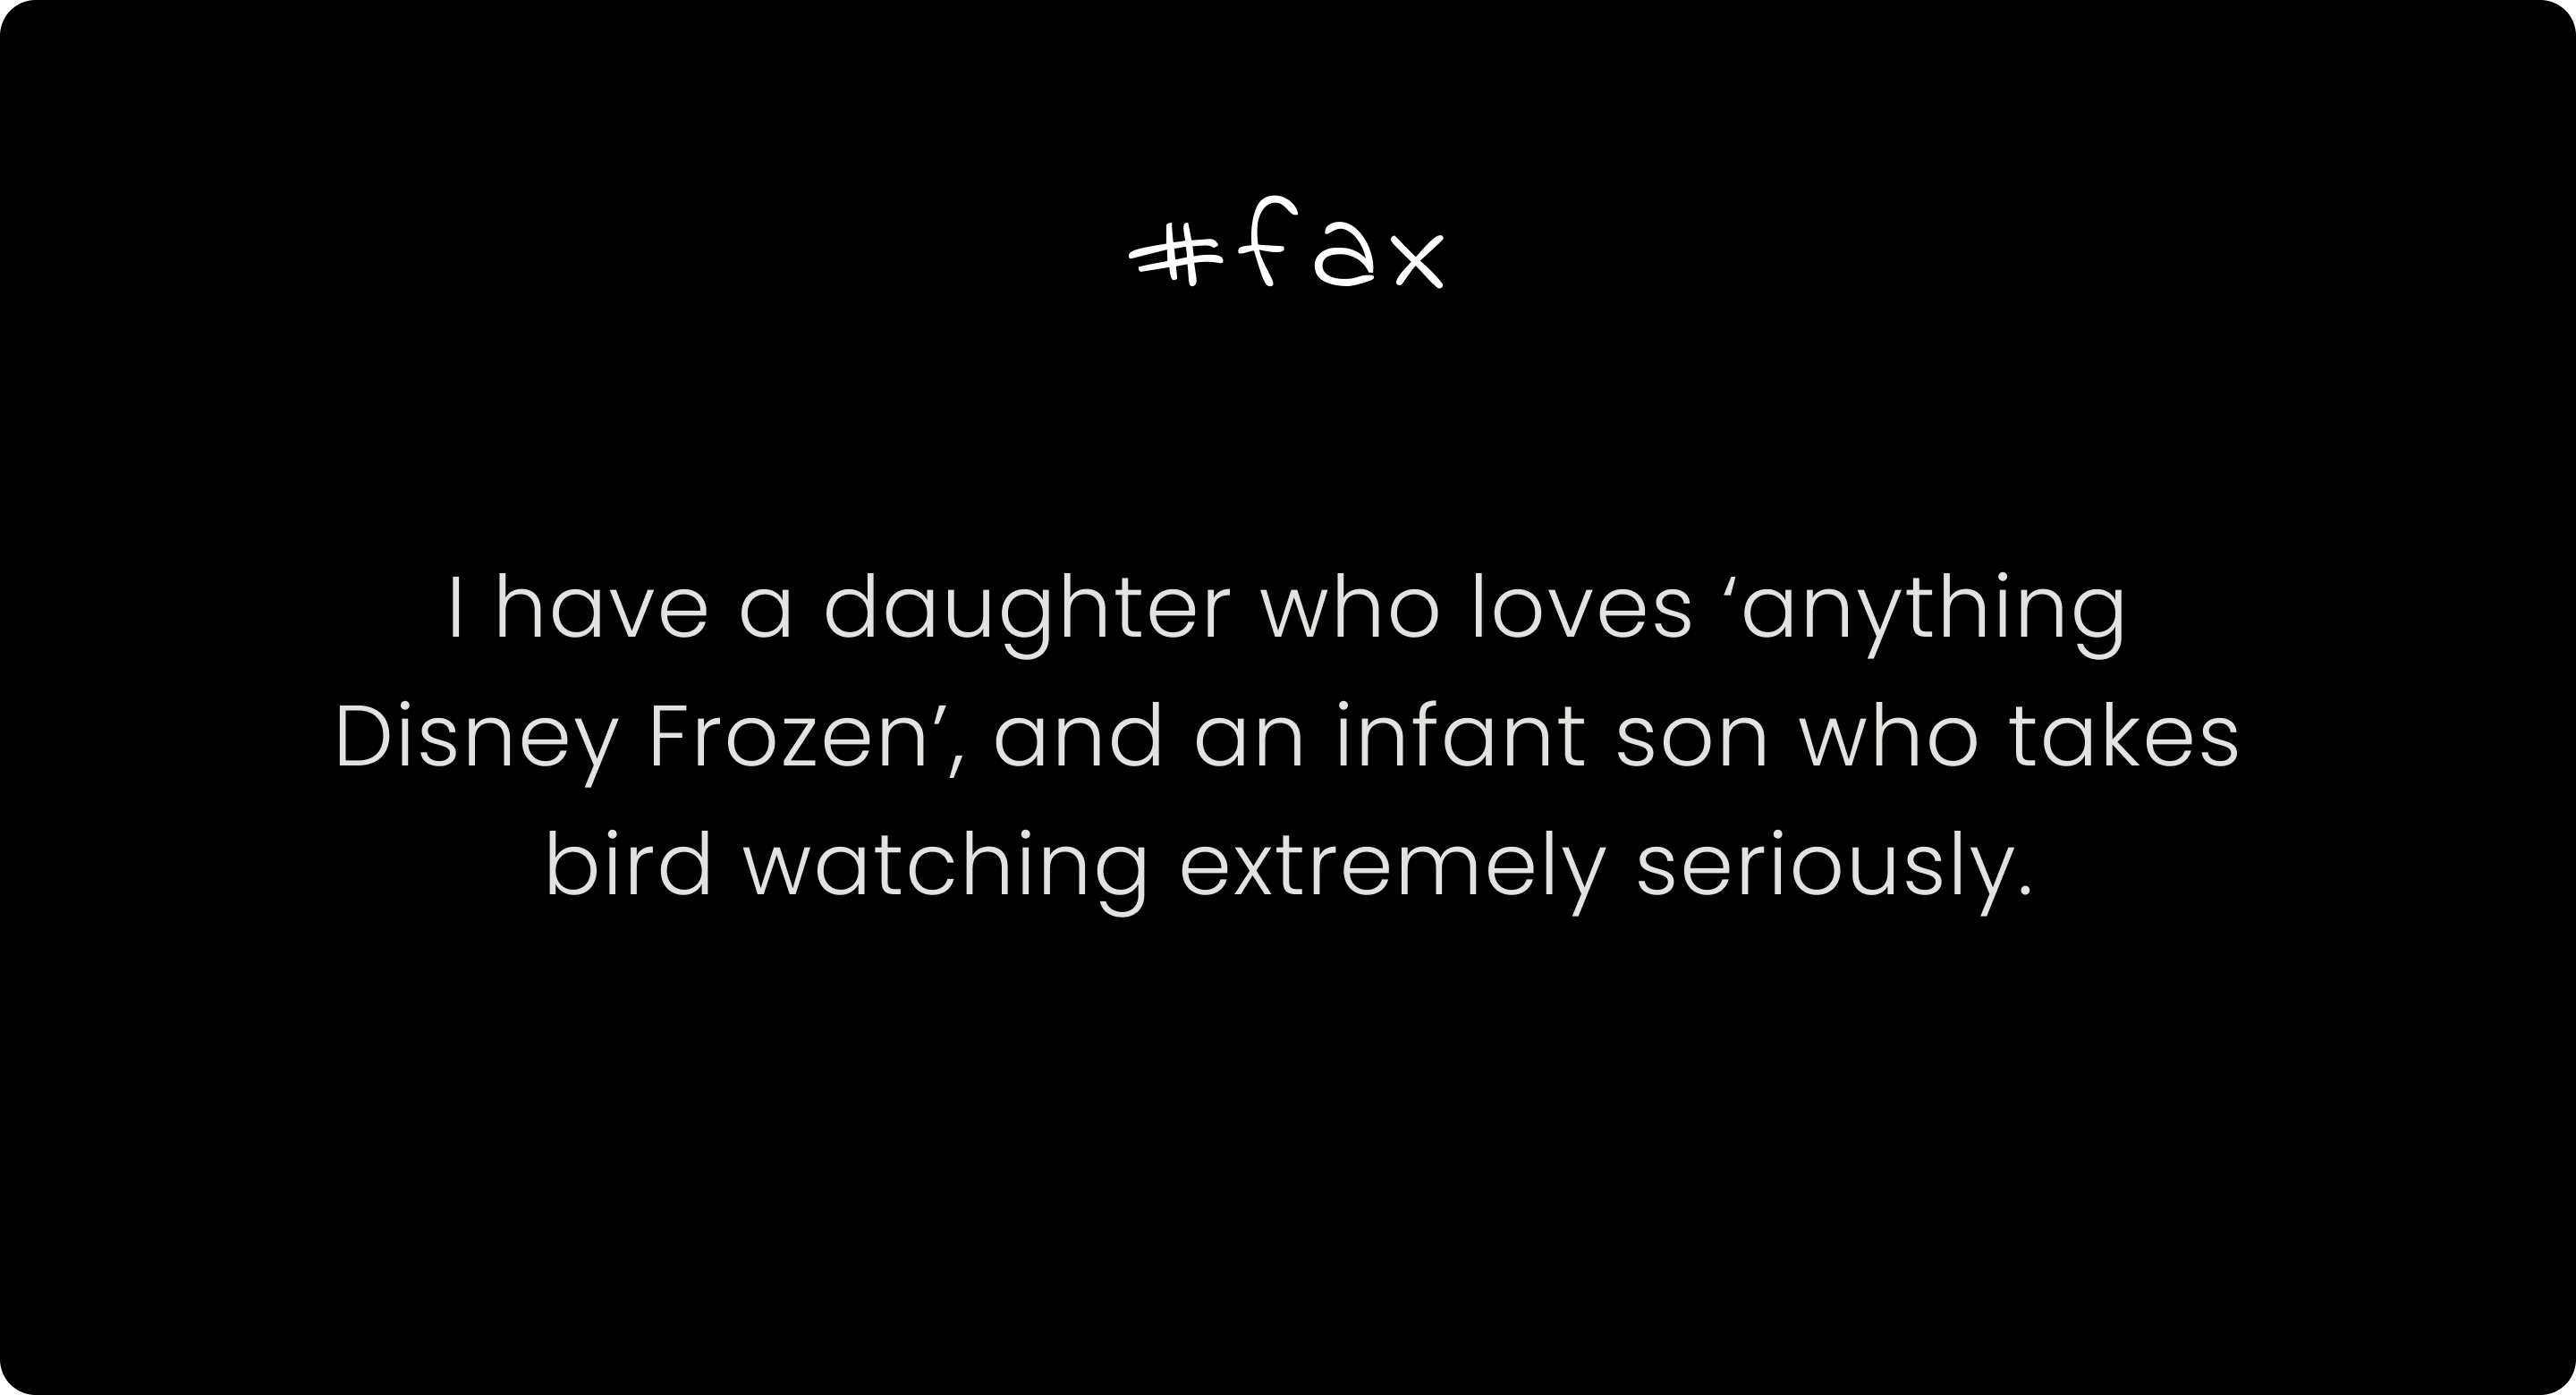 #fax
I have a daughter who loves ‘anything
Disney Frozen’, and an infant son who takes
bird watching extremely seriously.